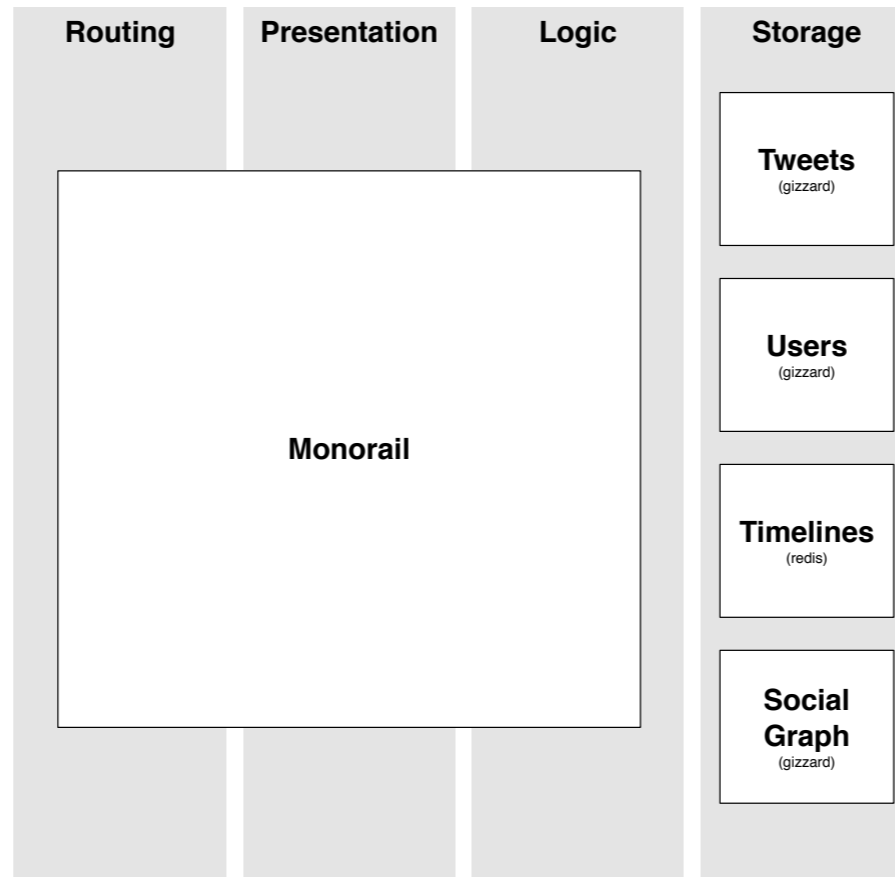 Routing
Presentation
Logic
Storage
Monorail
Tweets
(gizzard)
Users
(gizzard)
Timelines
(redis)
Social
Graph
(gizzard)